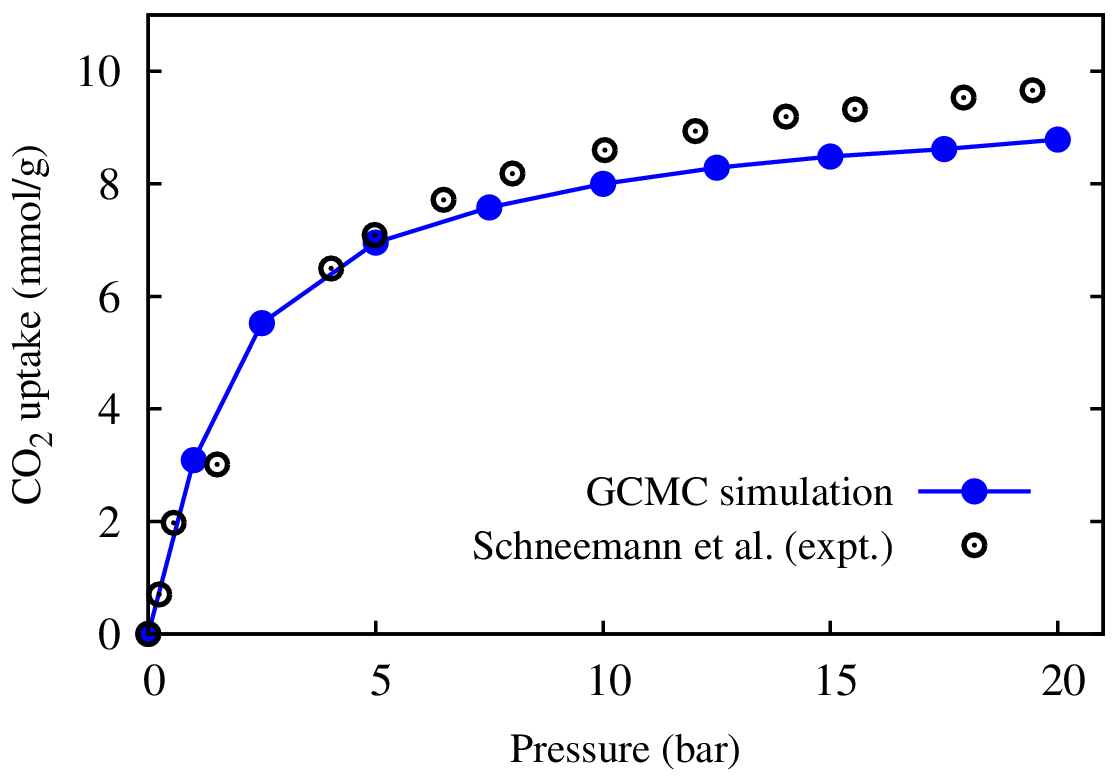 10
8
6
4
2
0
CO2 uptake (mmol/g)
GCMC simulation
Schneemann et al. (expt.)
0 5 10 15 20
Pressure (bar)